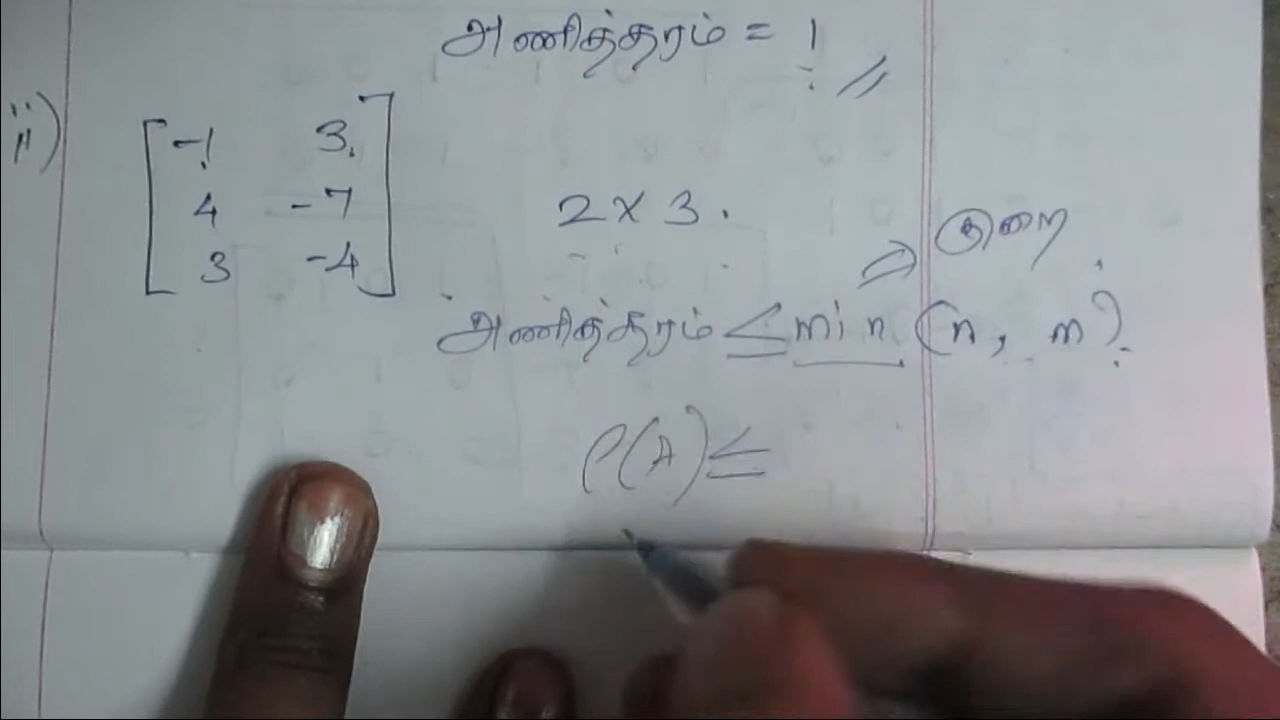 அணித்தரம் = 1
ii)
-1 3
4 -7
3 -4
2 x 3.
⇒ குறை
அணித்தரம் ≤ min (n, m)
ρ(A) ≤